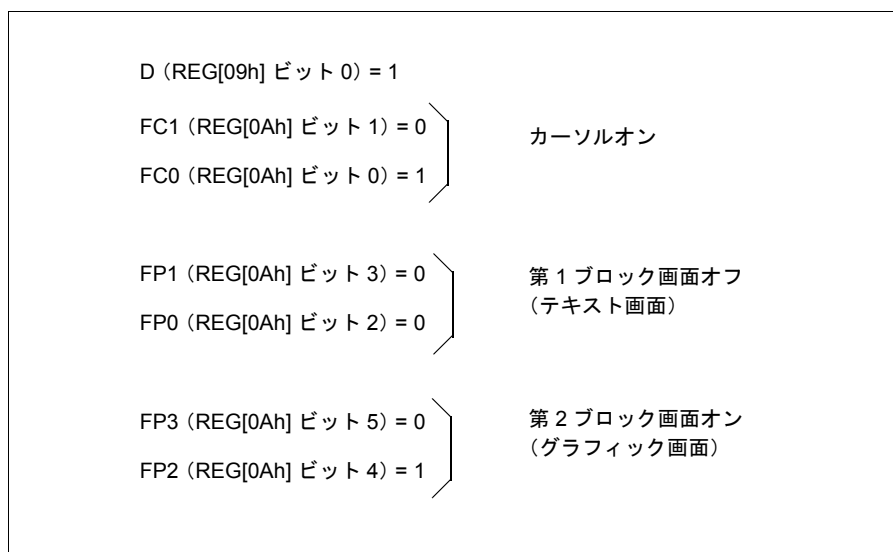 D（REG[09h] ビット 0）= 1
FC1（REG[0Ah] ビット 1）= 0
FC0（REG[0Ah] ビット 0）= 1
カーソルオン
FP1（REG[0Ah] ビット 3）= 0
FP0（REG[0Ah] ビット 2）= 0
第 1 ブロック画面オフ
（テキスト画面）
FP3（REG[0Ah] ビット 5）= 0
FP2（REG[0Ah] ビット 4）= 1
第 2 ブロック画面オン
（グラフィック画面）